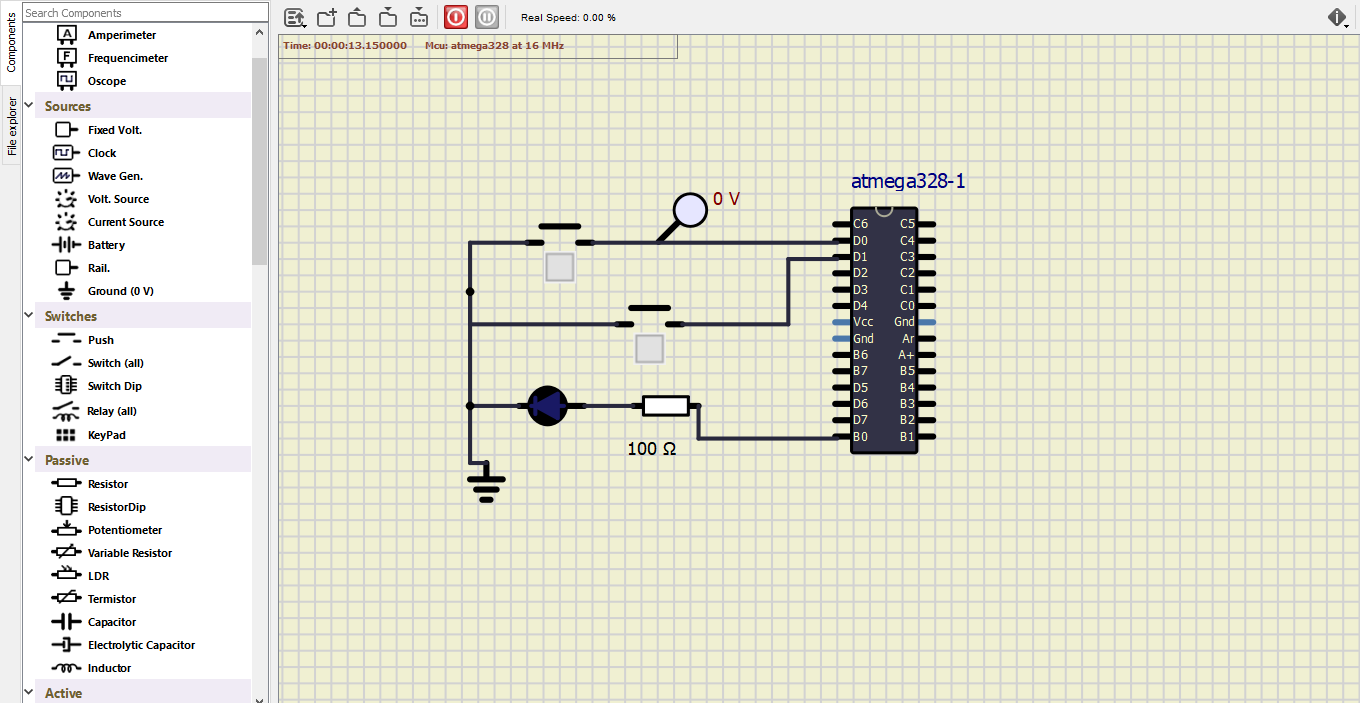 Components
File explorer
Search Components
Amperimeter
Frequencimeter
Oscope
Sources
Fixed Volt.
Clock
Wave Gen.
Volt. Source
Current Source
Battery
Rail.
Ground (0 V)
Switches
Push
Switch (all)
Switch Dip
Relay (all)
KeyPad
Passive
Resistor
ResistorDip
Potentiometer
Variable Resistor
LDR
Termistor
Capacitor
Electrolytic Capacitor
Inductor
Active
Real Speed: 0.00 %
Time: 00:00:13.150000 Mcu: atmega328 at 16 MHz
0 V
100 Ω
atmega328-1
C6 C5
D0 C4
D1 C3
D2 C2
D3 C1
D4 C0
Vcc Gnd
Gnd Ar
B6 A+
B7 B5
D5 B4
D6 B3
D7 B2
B0 B1